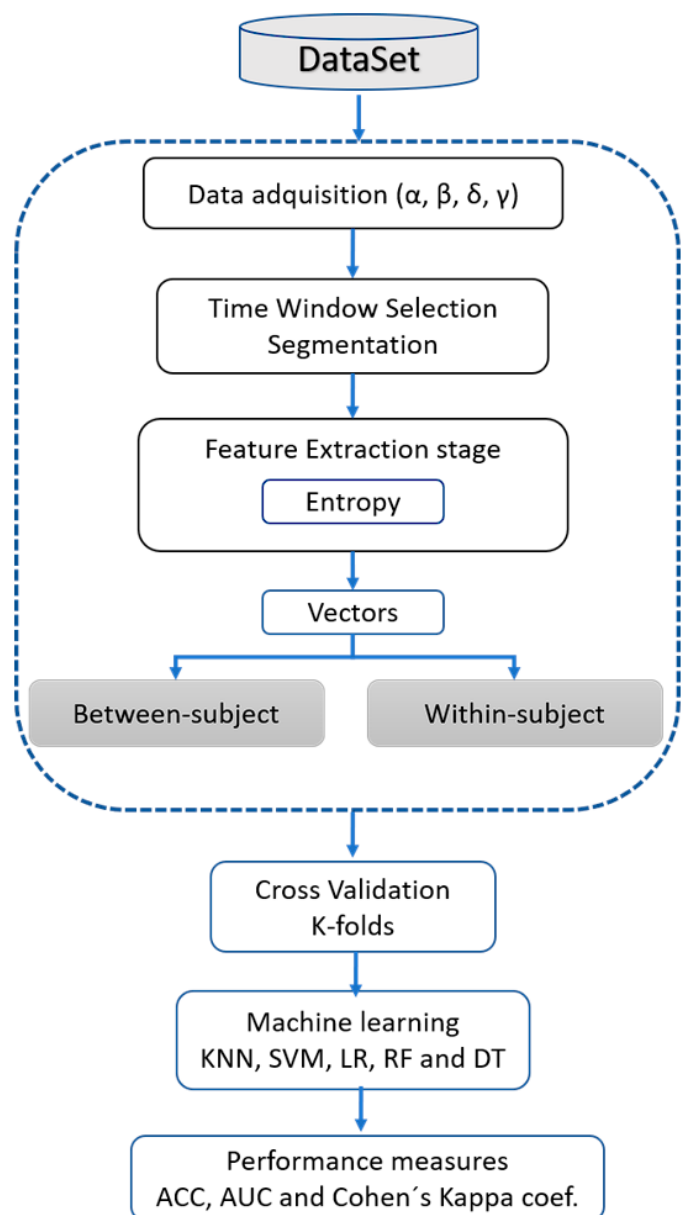 DataSet
Data adquisition (α, β, δ, γ)
Time Window Selection
Segmentation
Feature Extraction stage
Entropy
Vectors
Between-subject
Within-subject
Cross Validation
K-folds
Machine learning
KNN, SVM, LR, RF and DT
Performance measures
ACC, AUC and Cohen´s Kappa coef.